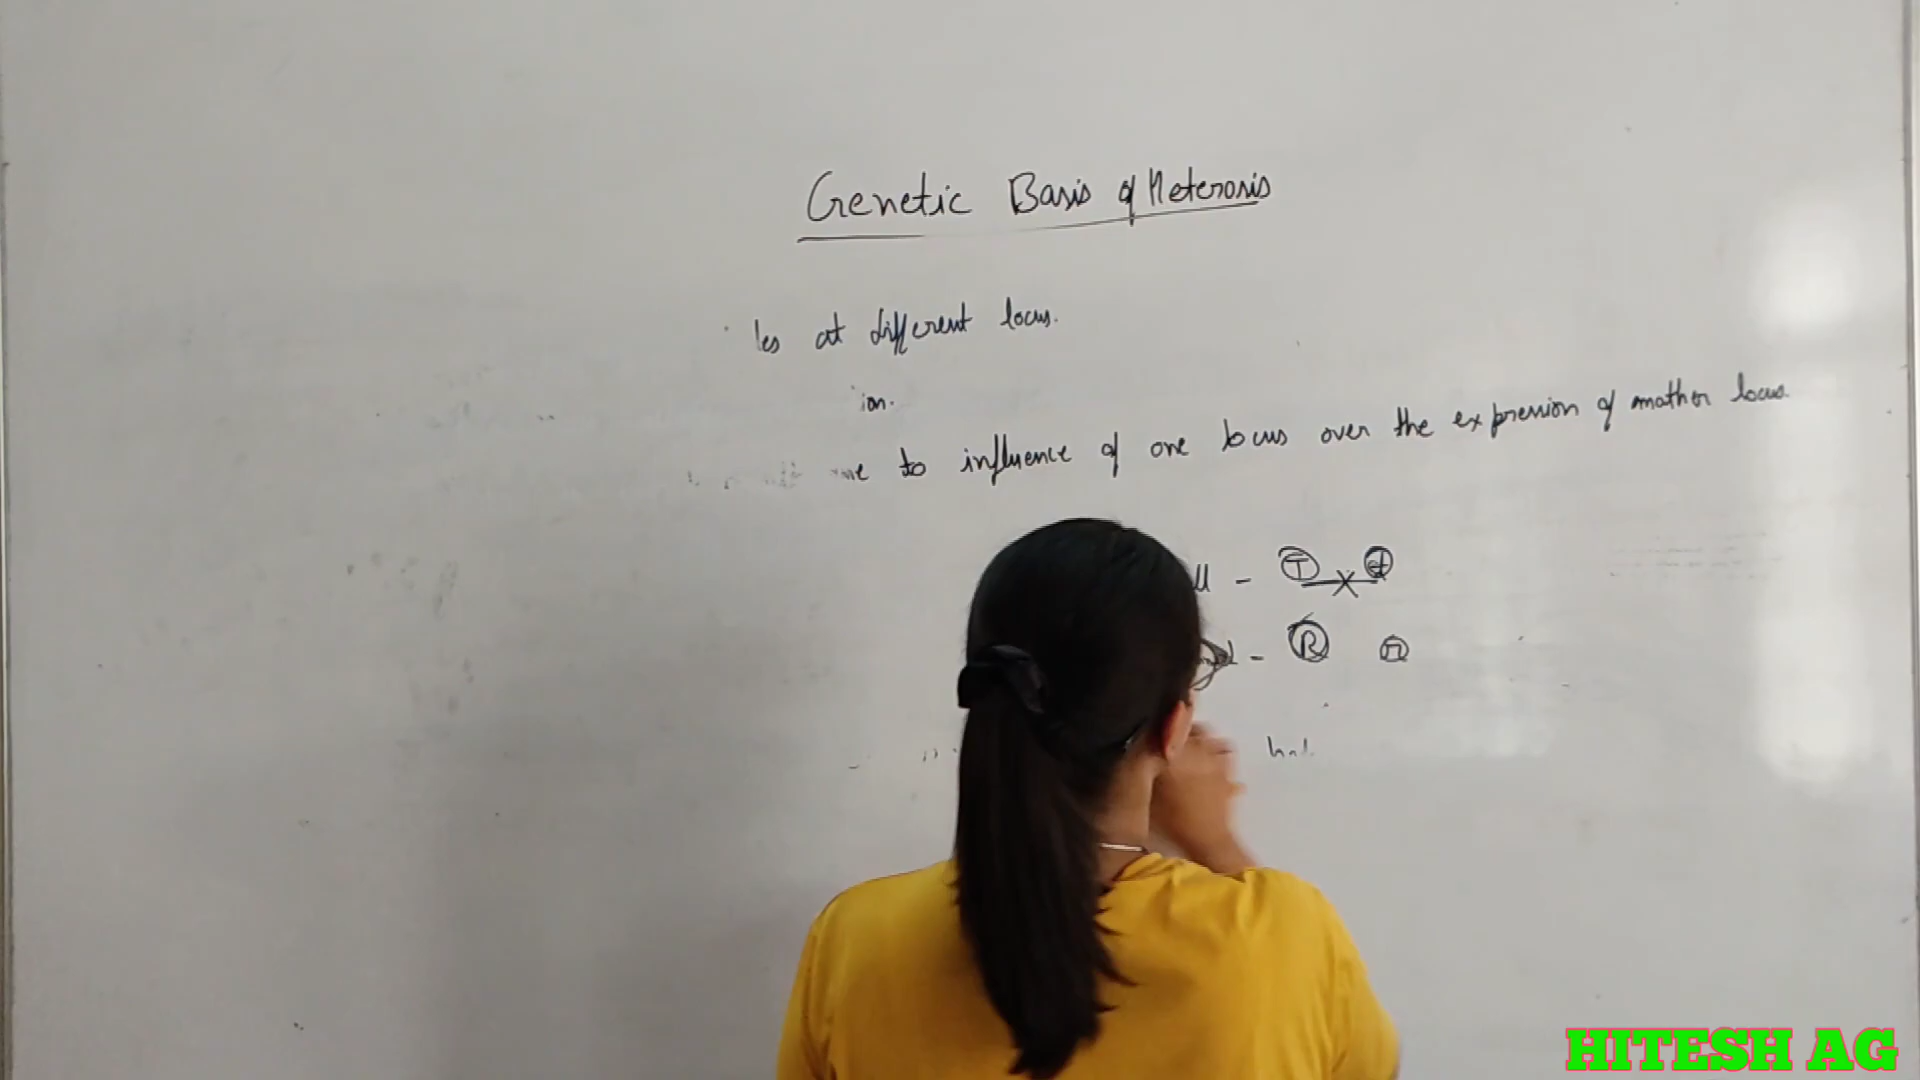 Genetic Basis of Heterosis
les at different locus.
ion.
to influence of one locus over the expression of another locus.
ll - T × t
- R r
HITESH AG